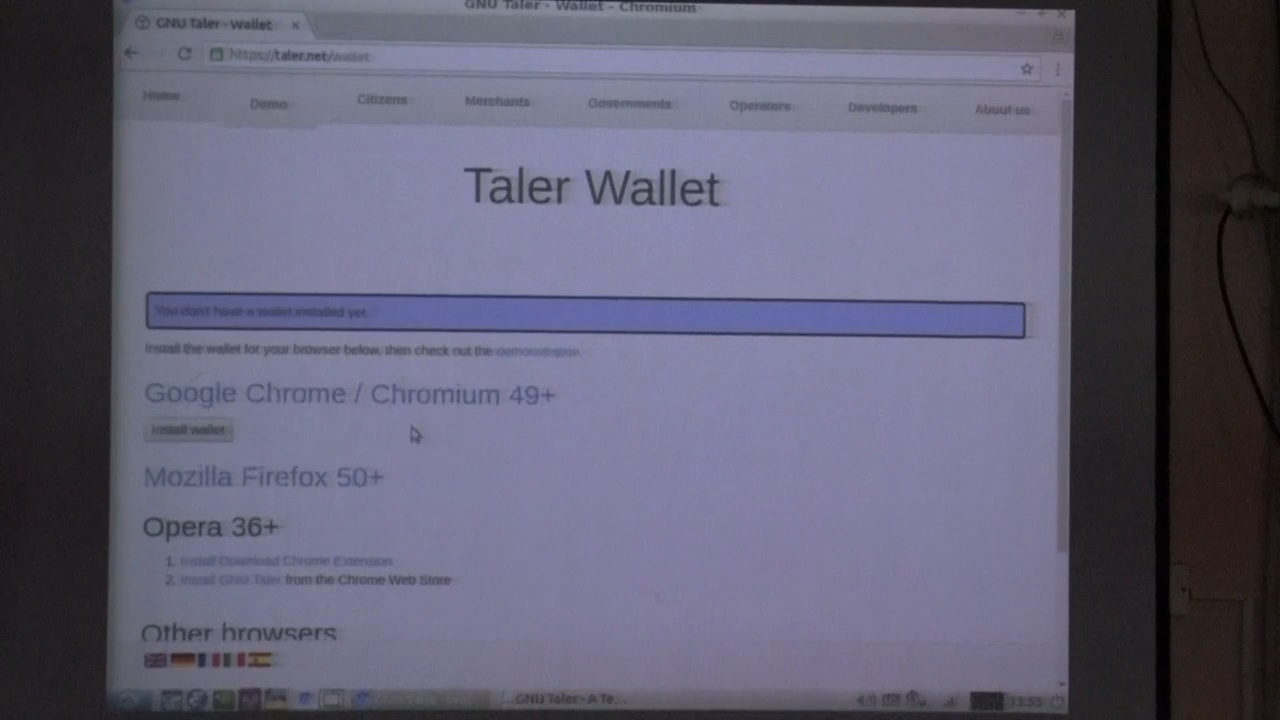 GNU Taler - Wallet - Chromium
GNU Taler - Wallet
https://taler.net/wallet
Home Demo Citizens Merchants Governments Operators Developers About us
Taler Wallet
You don't have a wallet installed yet.
Install the wallet for your browser below, then check out the demonstration.
Google Chrome / Chromium 49+
Install wallet
Mozilla Firefox 50+
Opera 36+
1. Install Download Chrome Extension
2. Install GNU Taler from the Chrome Web Store
Other browsers
GNU Taler - A Te...
13:55